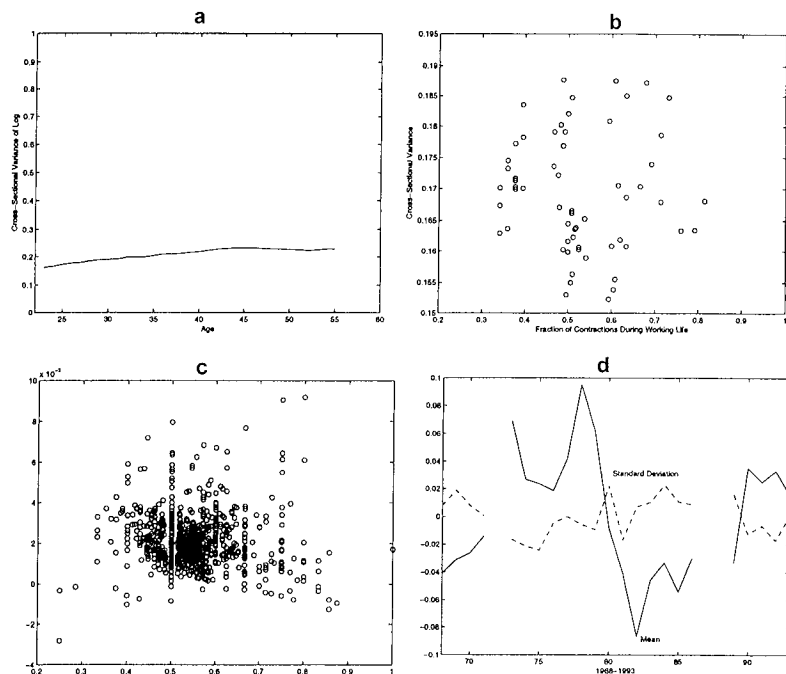 a
1
0.9
0.8
0.7
0.6
0.5
0.4
0.3
0.2
0.1
0
Cross-Sectional Variance of Log
25 30 35 40 45 50 55 60
Age
b
0.195
0.19
0.185
0.18
0.175
0.17
0.165
0.16
0.155
0.15
Cross-Sectional Variance
0.2 0.3 0.4 0.5 0.6 0.7 0.8 0.9 1
Fraction of Contractions During Working Life
c
10 × 10⁻³
8
6
4
2
0
-2
-4
0.2 0.3 0.4 0.5 0.6 0.7 0.8 0.9 1
d
0.1
0.08
0.06
0.04
0.02
0
-0.02
-0.04
-0.06
-0.08
-0.1
Standard Deviation
Mean
70 75 80 85 90
1968-1993